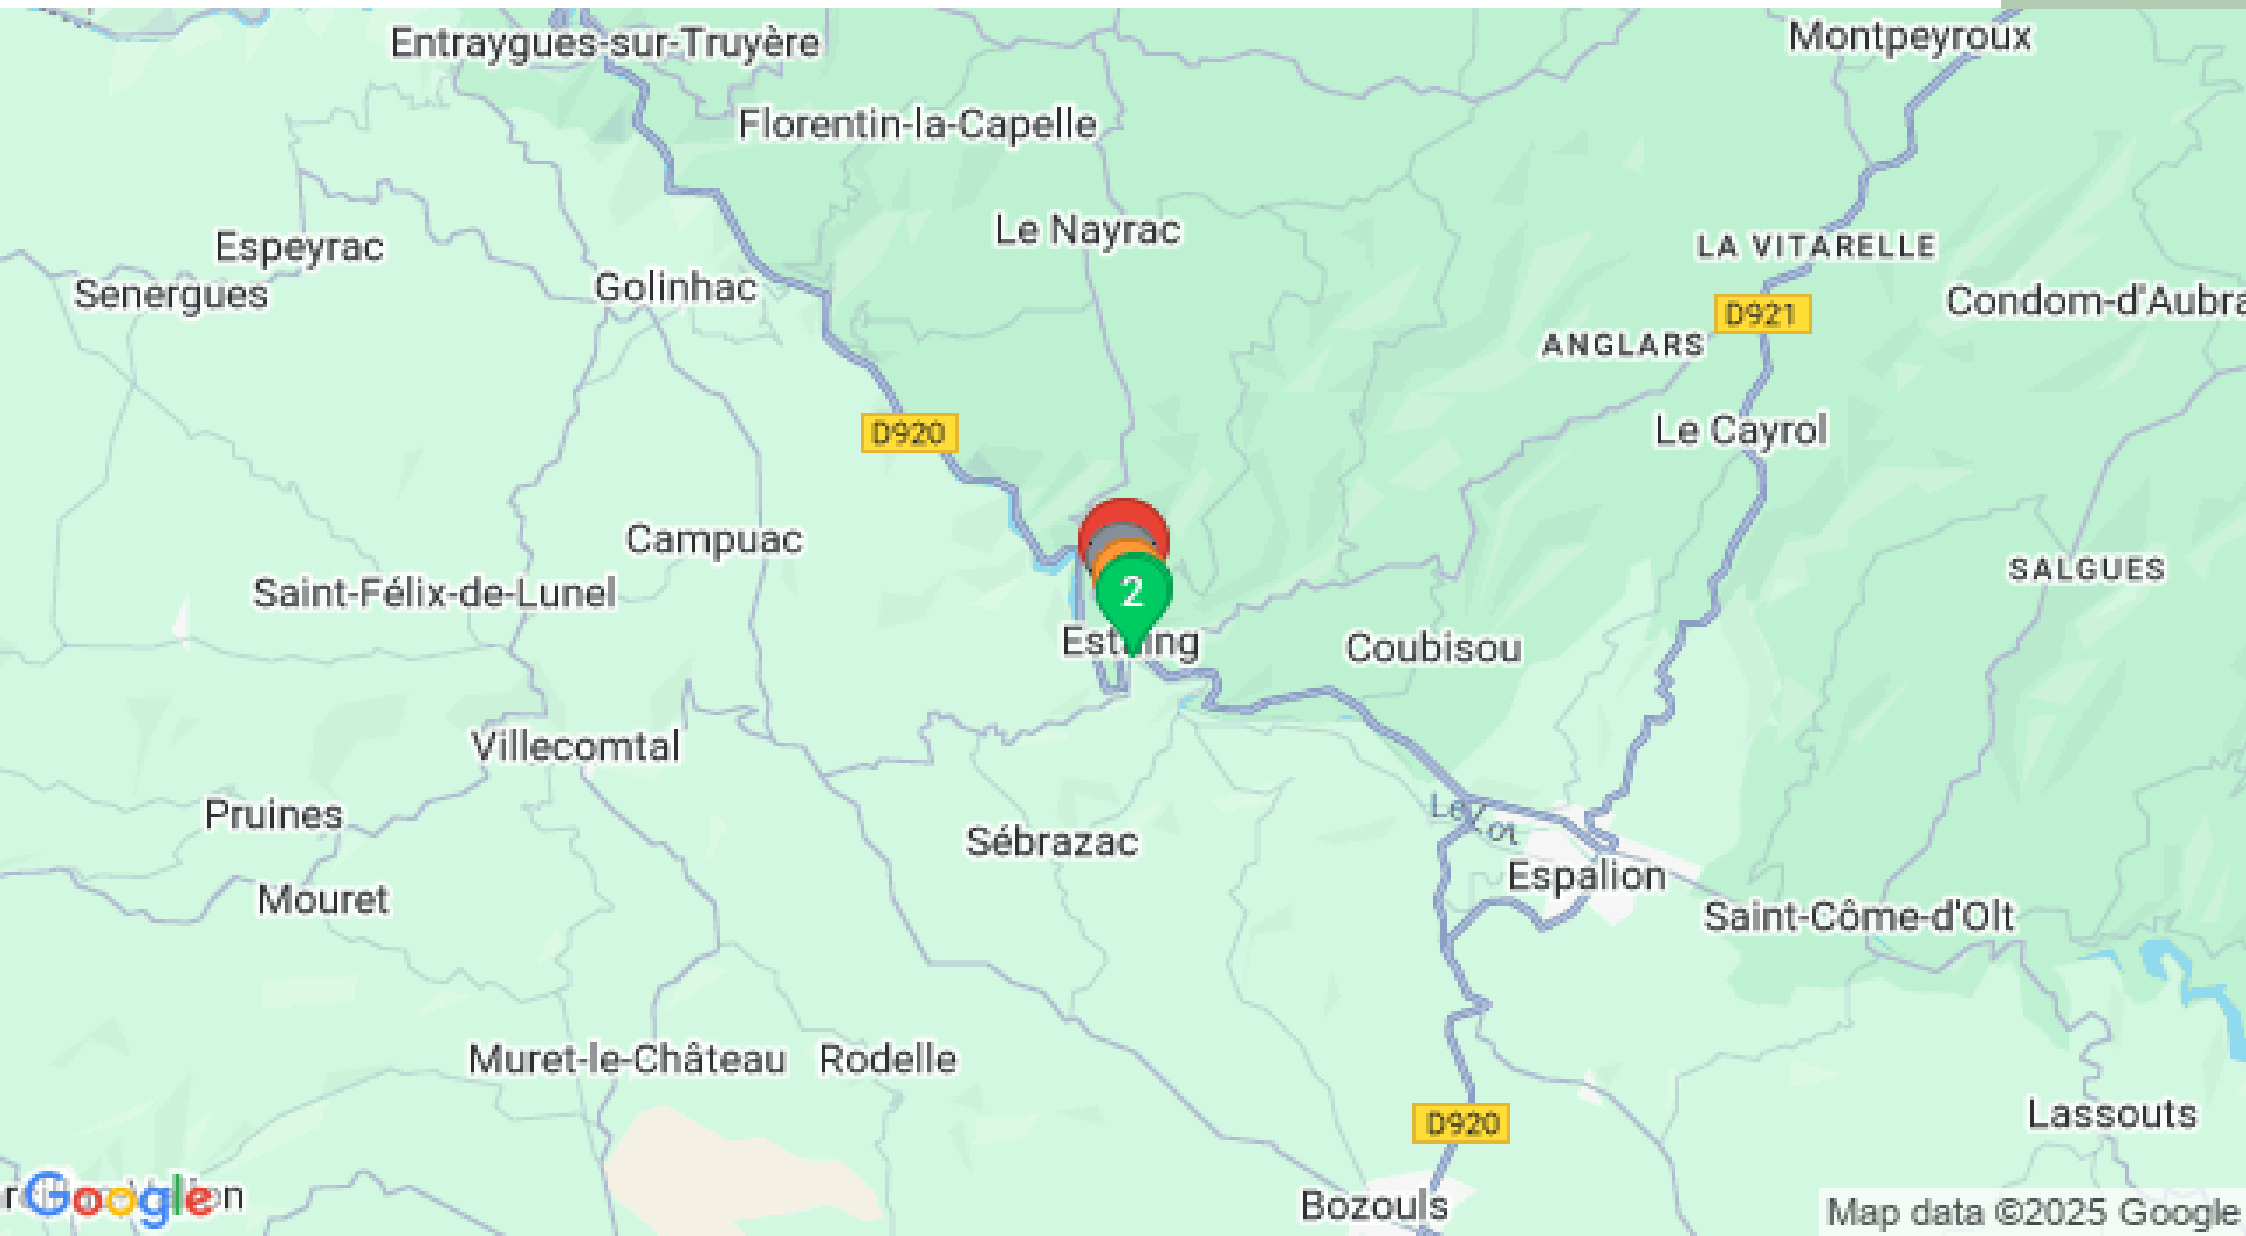 Entraygues-sur-Truyère
Montpeyroux
Florentin-la-Capelle
Le Nayrac
Espeyrac
LA VITARELLE
Senergues
Golinhac
Condom-d'Aubra
D921
ANGLARS
D920
Le Cayrol
Campuac
SALGUES
Saint-Félix-de-Lunel
2
Coubisou
Villecomtal
Pruines
Sébrazac
Espalion
Mouret
Saint-Côme-d'Olt
Muret-le-Château
Rodelle
Lassouts
D920
Google
Bozouls
Map data ©2025 Google